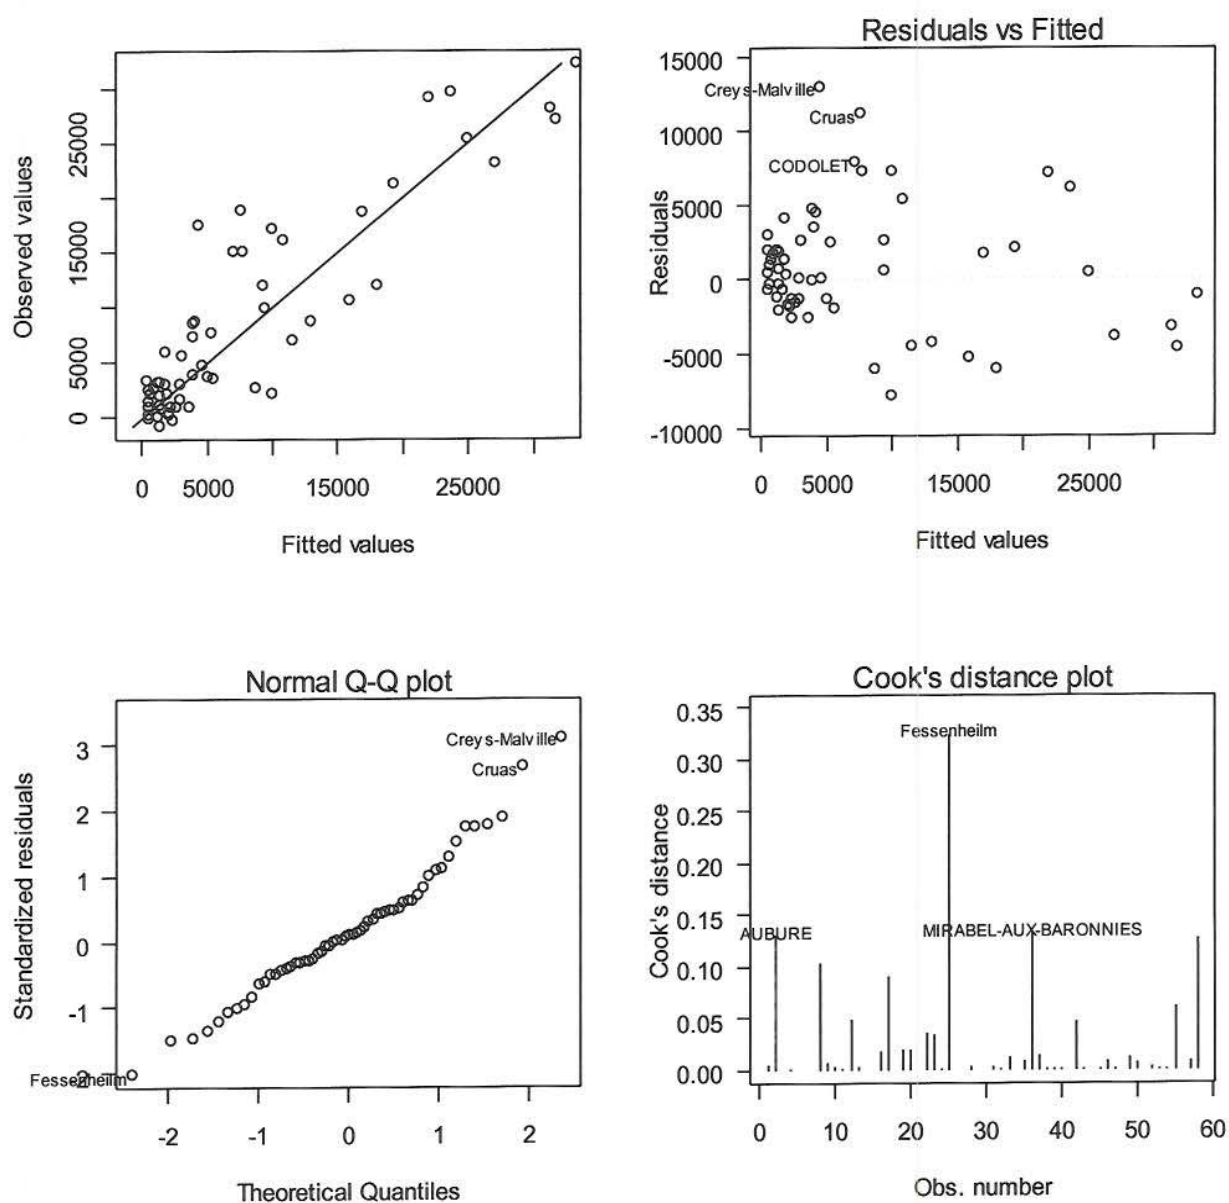 Observed values
25000
15000
5000
0
0 5000 15000 25000
Fitted values
Residuals vs Fitted
Residuals
15000
10000
5000
0
-5000
-10000
Creys-Malville
Cruas
CODOLET
0 5000 15000 25000
Fitted values
Normal Q-Q plot
Standardized residuals
3
2
1
0
-1
-2
Creys-Malville
Cruas
Fessenheilm
-2 -1 0 1 2
Theoretical Quantiles
Cook's distance plot
Cook's distance
0.35
0.30
0.25
0.20
0.15
0.10
0.05
0.00
Fessenheilm
AUBURE
MIRABEL-AUX-BARONNIES
0 10 20 30 40 50 60
Obs. number